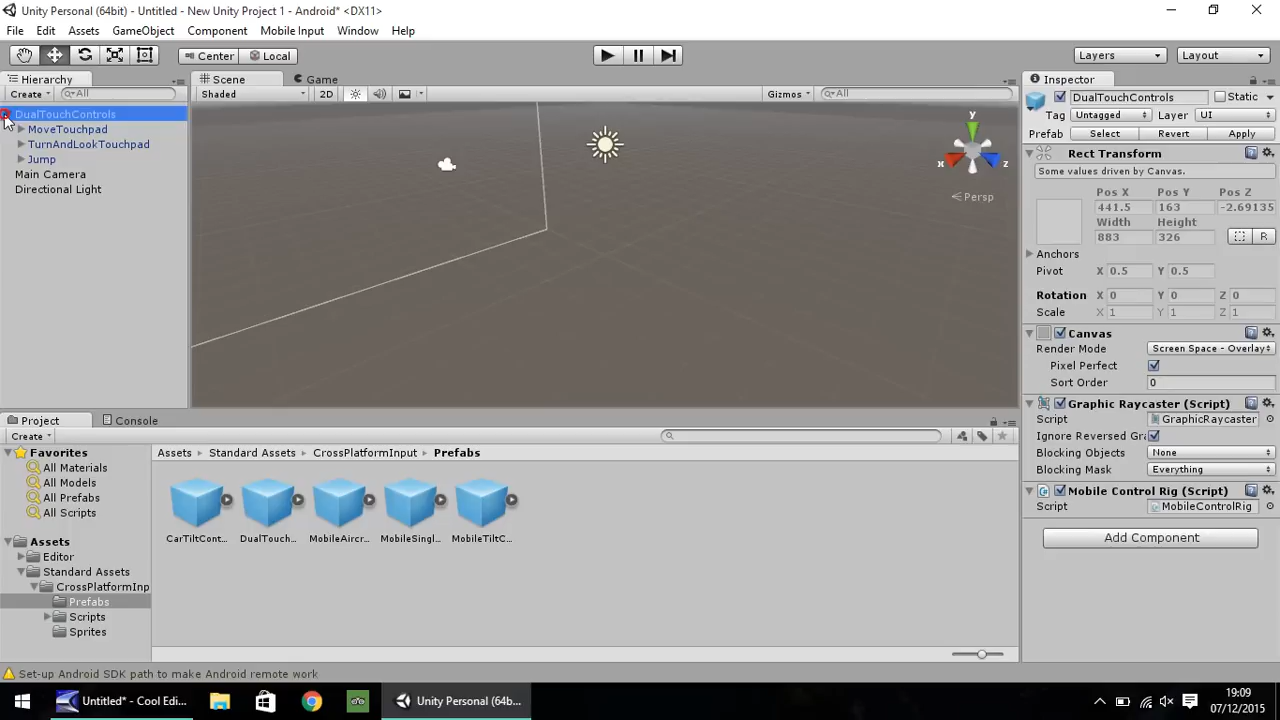 Unity Personal (64bit) - Untitled - New Unity Project 1 - Android* <DX11>
File Edit Assets GameObject Component Mobile Input Window Help
Center Local Layers Layout
Hierarchy Scene Game Inspector
Create All Shaded 2D Gizmos All DualTouchControls Static
DualTouchControls
MoveTouchpad
TurnAndLookTouchpad
Jump
Main Camera
Directional Light
y
x
z
Persp
Tag Untagged Layer UI
Prefab Select Revert Apply
Rect Transform
Some values driven by Canvas.
Pos X Pos Y Pos Z
441.5 163 -2.69135
Width Height
883 326 R
Anchors
Pivot X 0.5 Y 0.5
Rotation X 0 Y 0 Z 0
Scale X 1 Y 1 Z 1
Canvas
Render Mode Screen Space - Overlay
Pixel Perfect
Sort Order 0
Graphic Raycaster (Script)
Script GraphicRaycaster
Ignore Reversed Gra
Blocking Objects None
Blocking Mask Everything
Mobile Control Rig (Script)
Script MobileControlRig
Add Component
Project Console
Create
Favorites
All Materials
All Models
All Prefabs
All Scripts
Assets
Editor
Standard Assets
CrossPlatformInp
Prefabs
Scripts
Sprites
Assets Standard Assets CrossPlatformInput Prefabs
CarTiltCont... DualTouch... MobileAircr... MobileSingl... MobileTiltC...
Set-up Android SDK path to make Android remote work
Untitled* - Cool Edi... Unity Personal (64bi...
19:09
07/12/2015